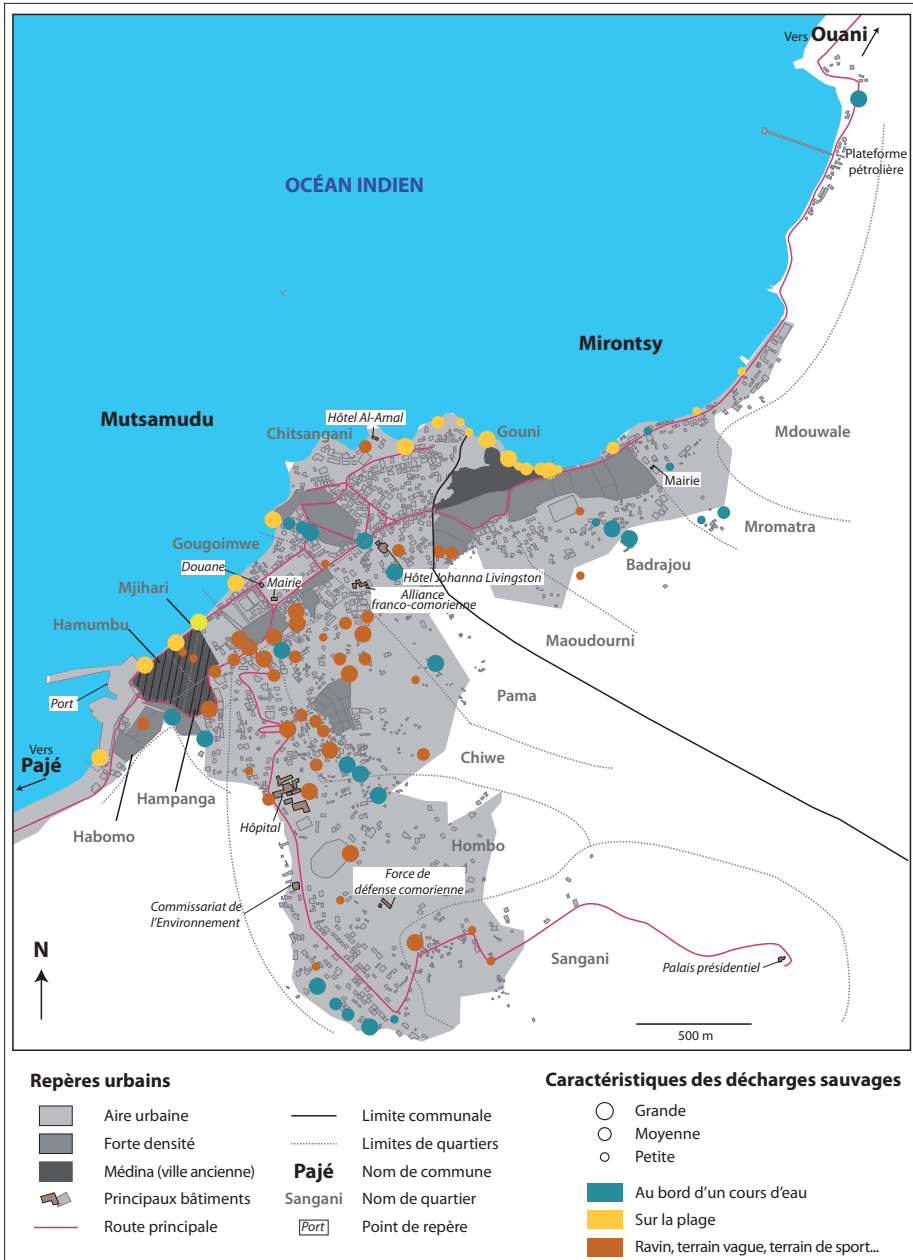 Vers Ouani
Plateforme
pétrolière
OCÉAN INDIEN
Mirontsy
Mutsamudu
Hôtel Al-Amal
Chitsangani
Gouni
Mdouwale
Mairie
Mromatra
Gougoimwe
Badrajou
Douane
Mairie
Hôtel Johanna Livingston
Alliance
franco-comorienne
Mjihari
Hamumbu
Maoudourni
Port
Pama
Vers
Pajé
Chiwe
Hampanga
Habomo
Hôpital
Hombo
Force de
défense comorienne
Commissariat de
l'Environnement
N
Sangani
Palais présidentiel
500 m
Repères urbains
Aire urbaine
Forte densité
Médina (ville ancienne)
Principaux bâtiments
Route principale
Limite communale
Limites de quartiers
Pajé Nom de commune
Sangani Nom de quartier
Port Point de repère
Caractéristiques des décharges sauvages
Grande
Moyenne
Petite
Au bord d'un cours d'eau
Sur la plage
Ravin, terrain vague, terrain de sport...